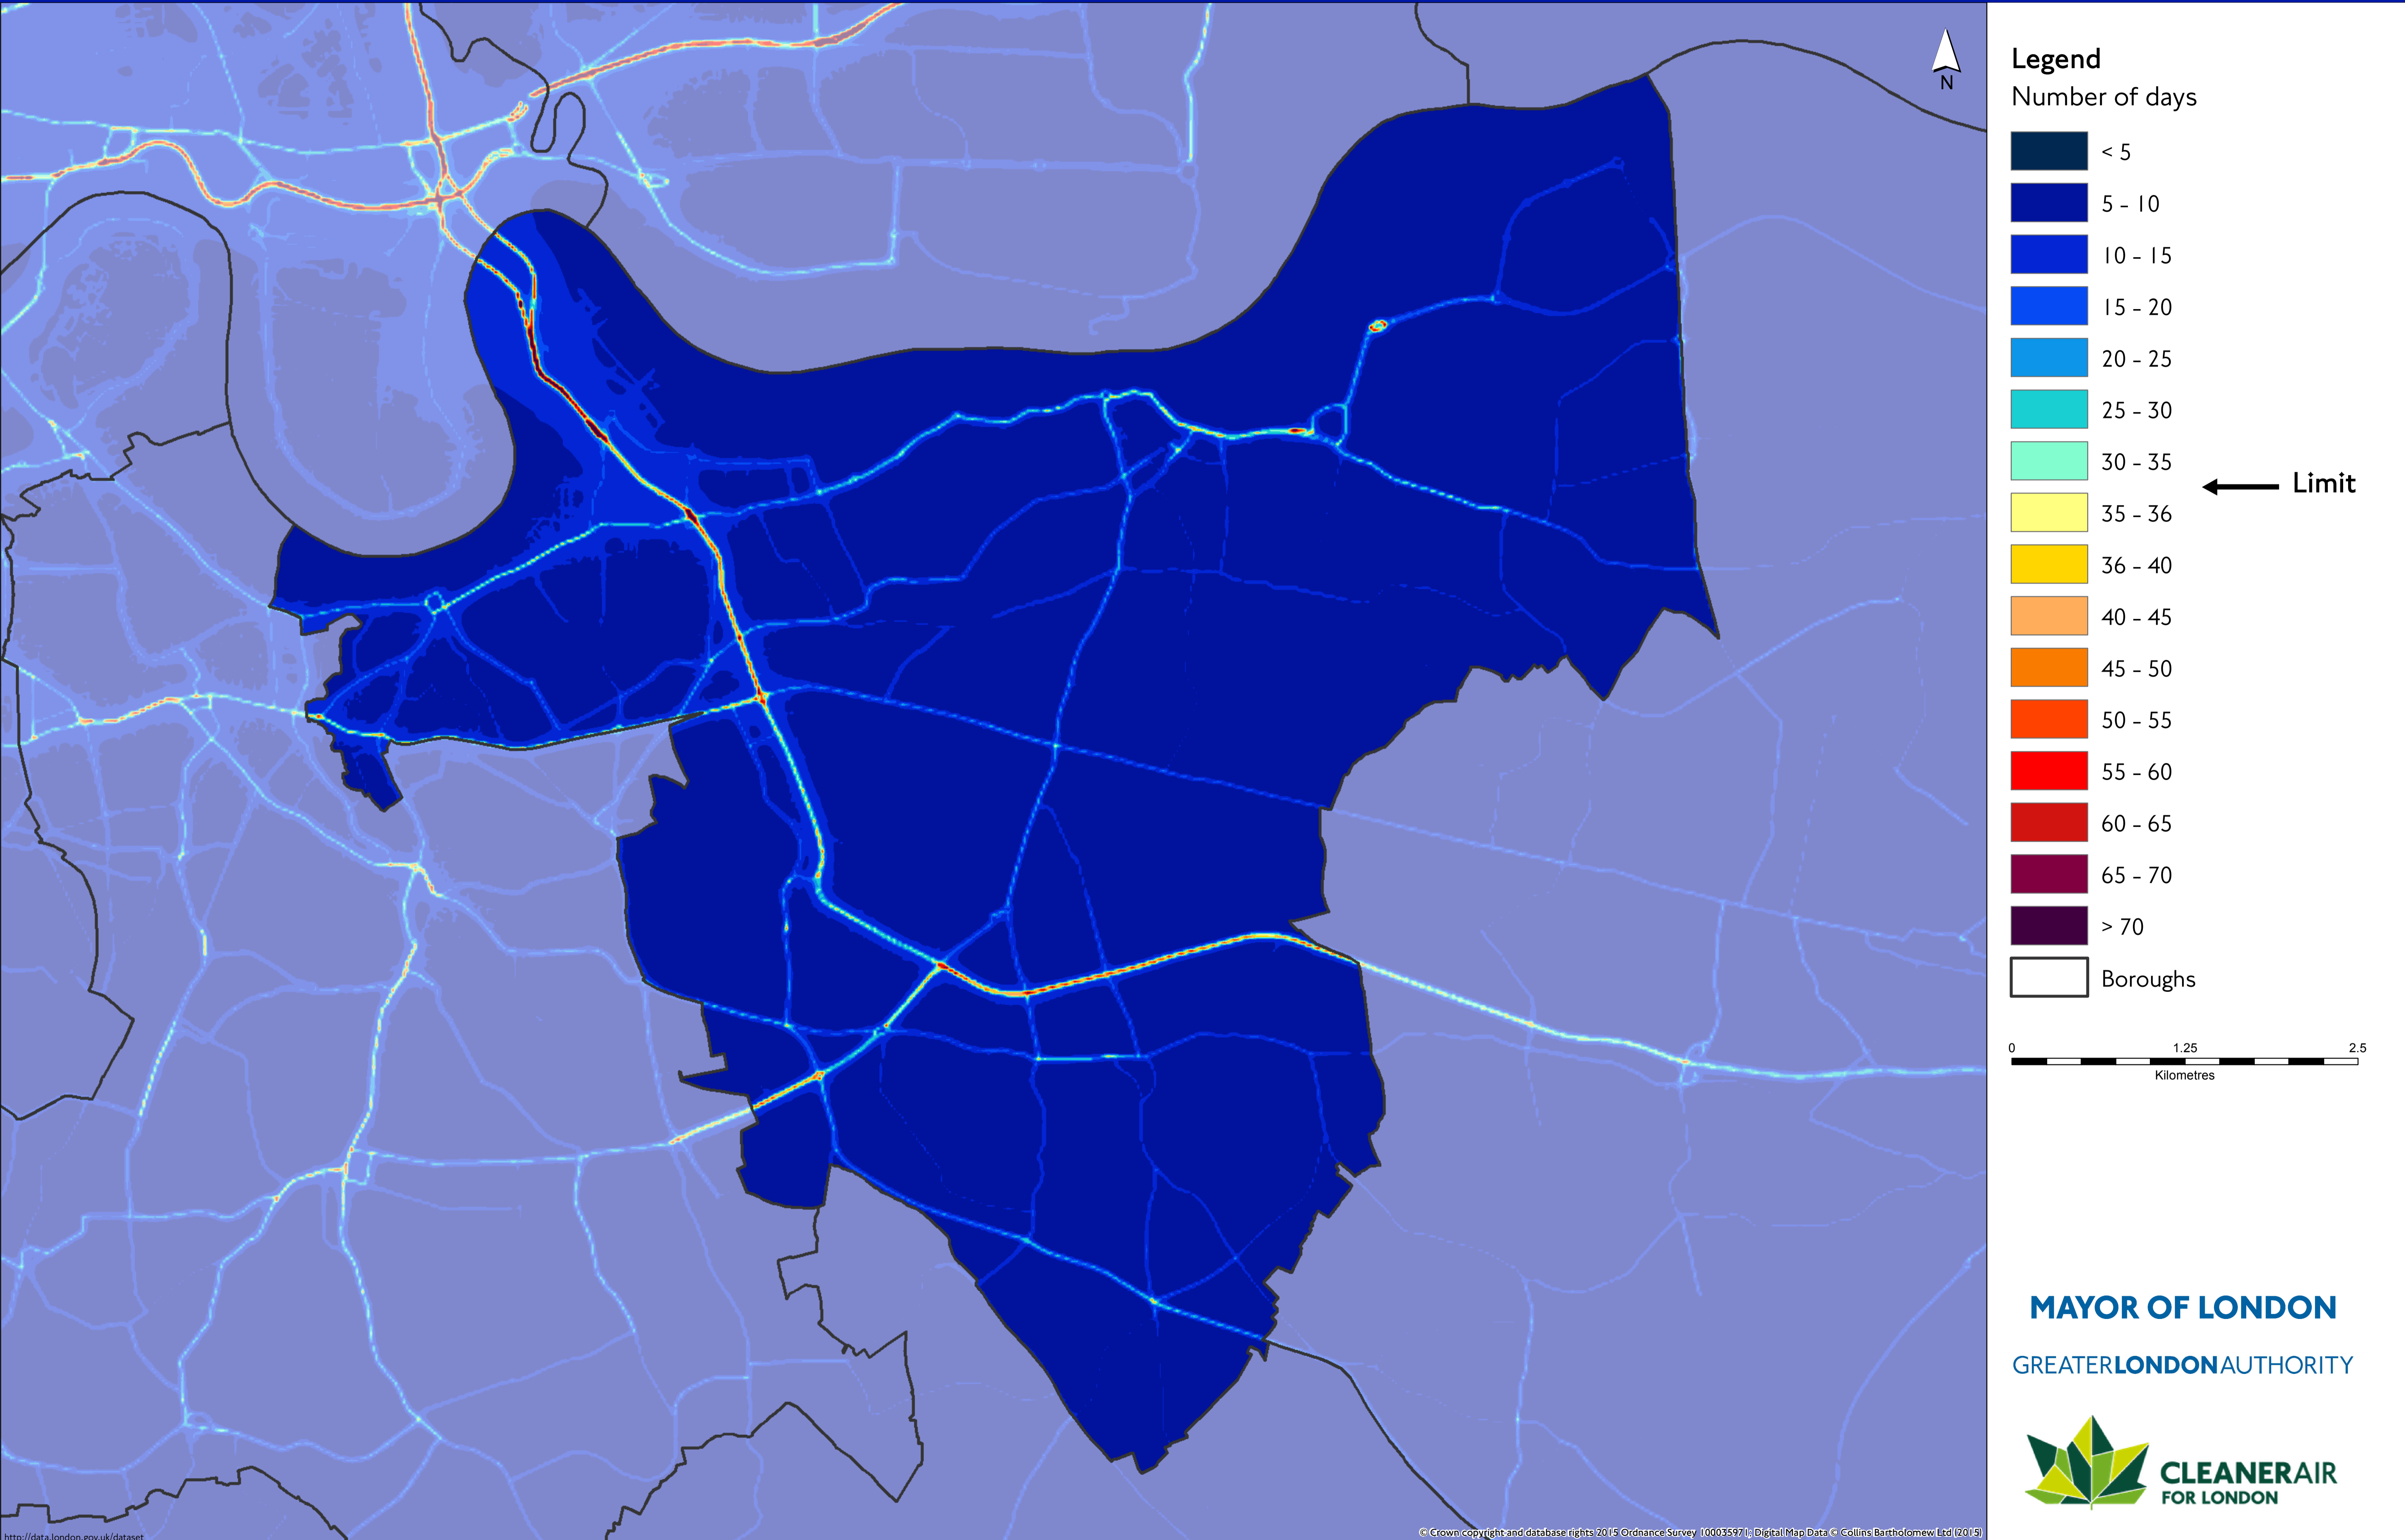 N
Legend
Number of days
< 5
5 - 10
10 - 15
15 - 20
20 - 25
25 - 30
30 - 35
Limit
35 - 36
36 - 40
40 - 45
45 - 50
50 - 55
55 - 60
60 - 65
65 - 70
> 70
Boroughs
0 1.25 2.5
Kilometres
MAYOR OF LONDON
GREATERLONDONAUTHORITY
CLEANERAIR
FOR LONDON
http://data.london.gov.uk/dataset
© Crown copyright and database rights 2015 Ordnance Survey 100035971; Digital Map Data © Collins Bartholomew Ltd (2015)